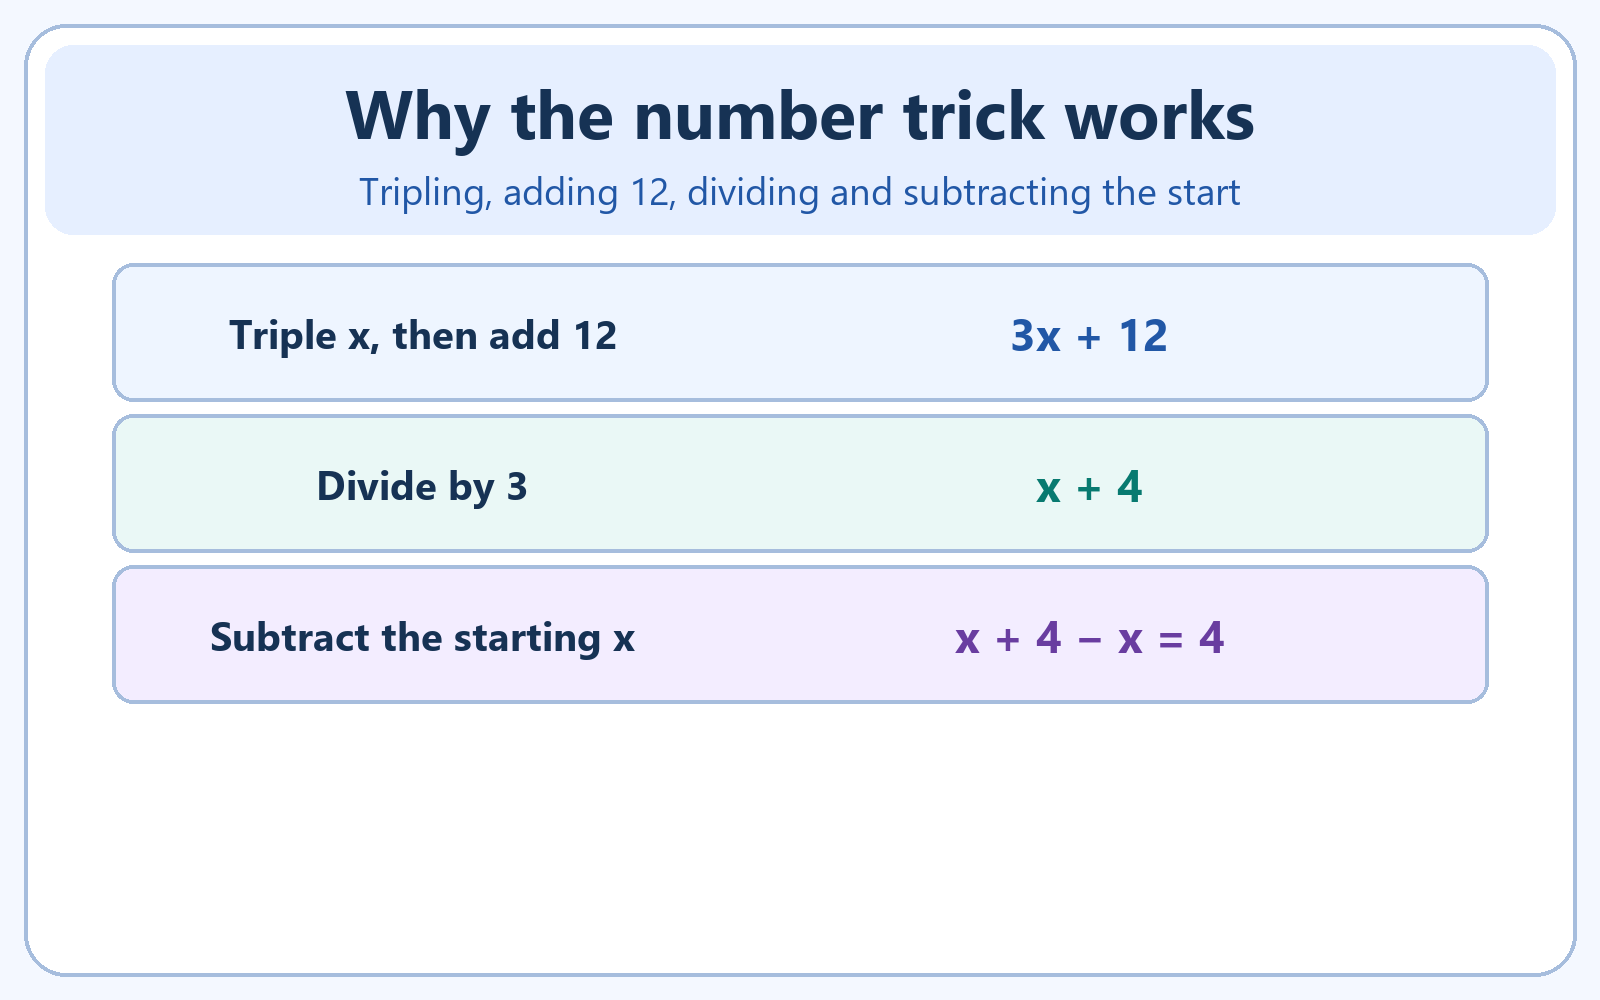 Why the number trick works
Tripling, adding 12, dividing and subtracting the start
Triple x, then add 12
3x + 12
Divide by 3
x + 4
Subtract the starting x
x + 4 − x = 4